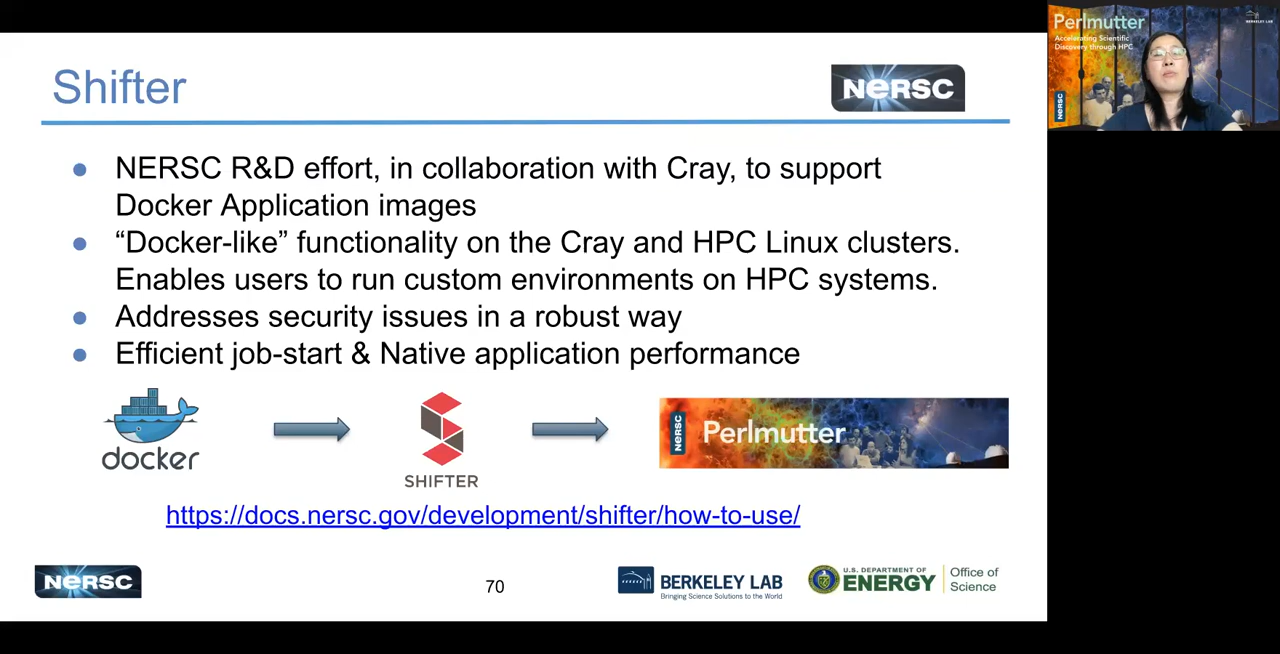 Shifter
NERSC
NERSC R&D effort, in collaboration with Cray, to support
Docker Application images
“Docker-like” functionality on the Cray and HPC Linux clusters.
Enables users to run custom environments on HPC systems.
Addresses security issues in a robust way
Efficient job-start & Native application performance
docker
SHIFTER
NERSC
Perlmutter
https://docs.nersc.gov/development/shifter/how-to-use/
NERSC
70
BERKELEY LAB
Bringing Science Solutions to the World
U.S. DEPARTMENT OF
ENERGY
Office of
Science
Perlmutter
Accelerating Scientific
Discovery through HPC
BERKELEY LAB
NERSC